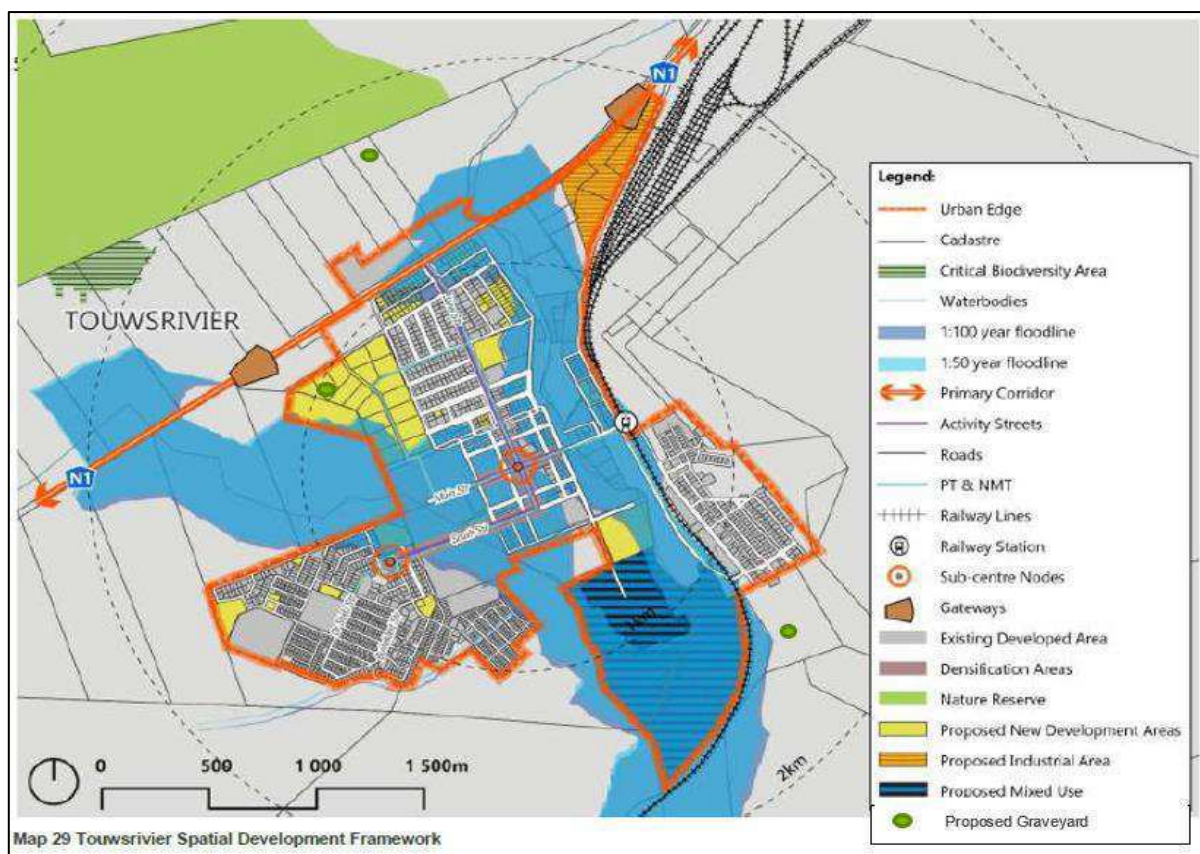 N1
TOUWSRIVIER
N1
Main St
South St
1km
2km
0 500 1 000 1 500m
Map 29 Touwsrivier Spatial Development Framework
Legend:
Urban Edge
Cadastre
Critical Biodiversity Area
Waterbodies
1:100 year floodline
1:50 year floodline
Primary Corridor
Activity Streets
Roads
PT & NMT
Railway Lines
Railway Station
Sub-centre Nodes
Gateways
Existing Developed Area
Densification Areas
Nature Reserve
Proposed New Development Areas
Proposed Industrial Area
Proposed Mixed Use
Proposed Graveyard